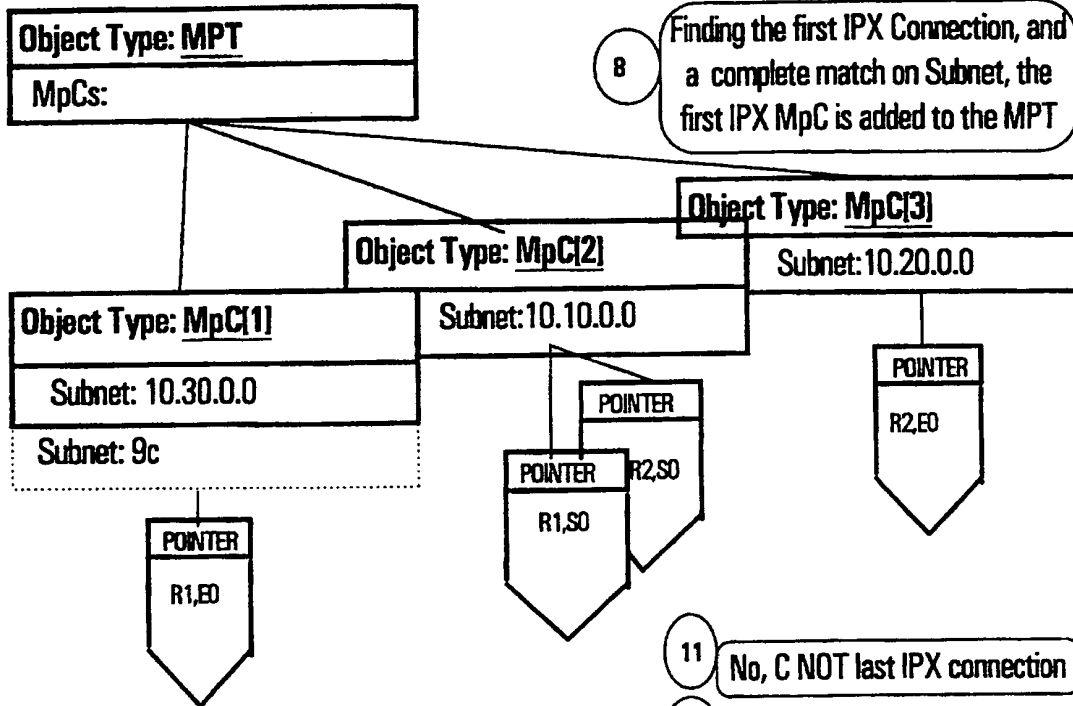 Object Type: MPT
MpCs:
8
Finding the first IPX Connection, and
a complete match on Subnet, the
first IPX MpC is added to the MPT
Object Type: MpC[3]
Subnet:10.20.0.0
Object Type: MpC[2]
Subnet:10.10.0.0
Object Type: MpC[1]
Subnet: 10.30.0.0
Subnet: 9c
POINTER
R2,E0
POINTER
R2,S0
POINTER
R1,S0
POINTER
R1,E0
11
No, C NOT last IPX connection